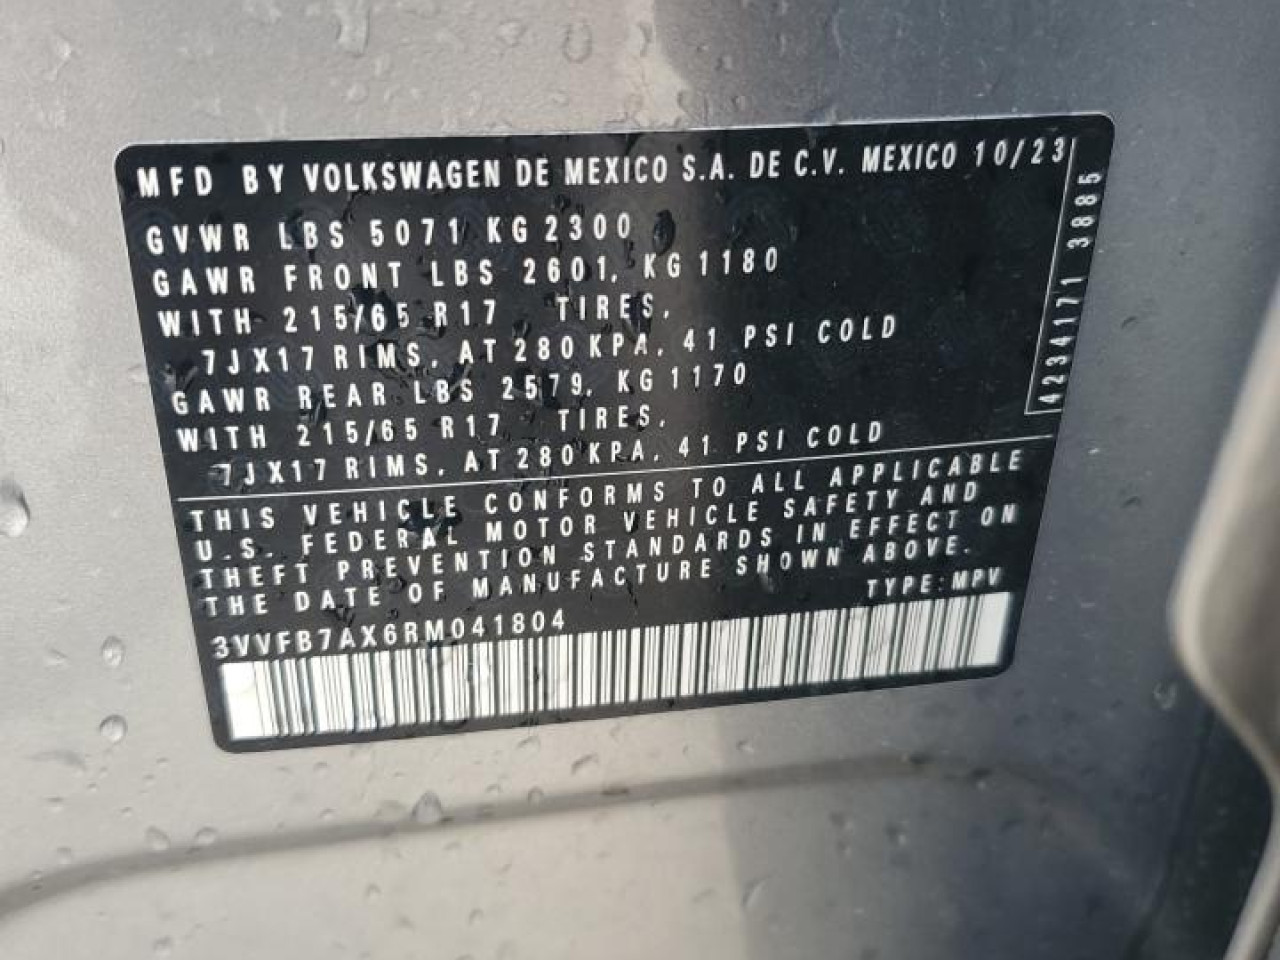 MFD BY VOLKSWAGEN DE MEXICO S.A. DE C.V. MEXICO 10/23
GVWR LBS 5071 KG 2300
GAWR FRONT LBS 2601, KG 1180
WITH 215/65 R17 TIRES,
7JX17 RIMS, AT 280 KPA, 41 PSI COLD
GAWR REAR LBS 2579, KG 1170
WITH 215/65 R17 TIRES,
7JX17 RIMS, AT 280 KPA, 41 PSI COLD
4234171 3885
THIS VEHICLE CONFORMS TO ALL APPLICABLE
U.S. FEDERAL MOTOR VEHICLE SAFETY AND
THEFT PREVENTION STANDARDS IN EFFECT ON
THE DATE OF MANUFACTURE SHOWN ABOVE.
TYPE: MPV
3VVFB7AX6RM041804